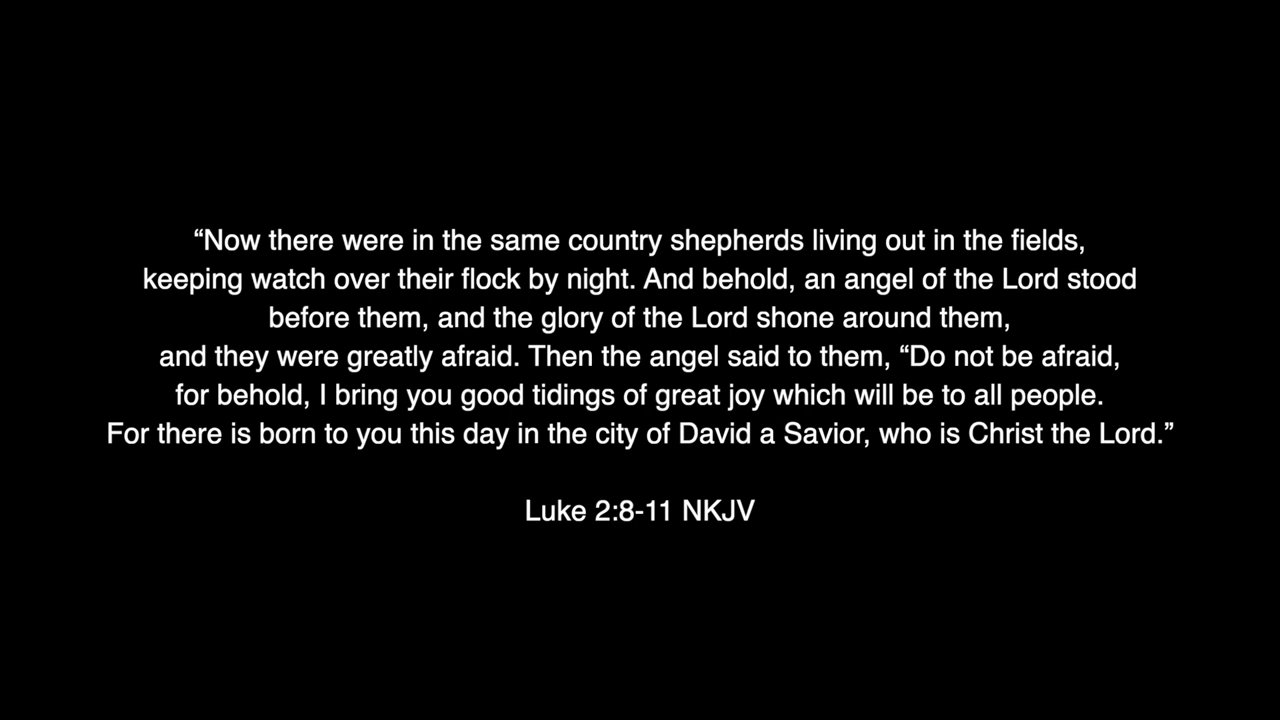 “Now there were in the same country shepherds living out in the fields,
keeping watch over their flock by night. And behold, an angel of the Lord stood
before them, and the glory of the Lord shone around them,
and they were greatly afraid. Then the angel said to them, “Do not be afraid,
for behold, I bring you good tidings of great joy which will be to all people.
For there is born to you this day in the city of David a Savior, who is Christ the Lord.”
Luke 2:8-11 NKJV